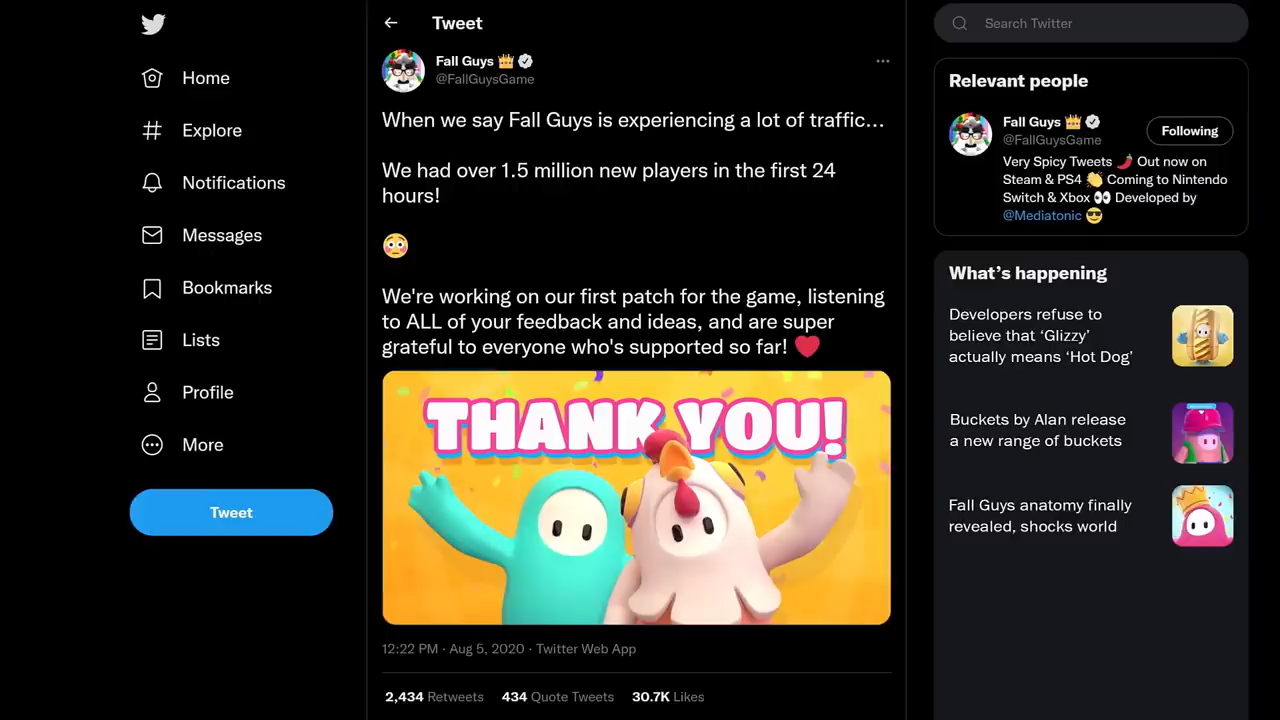 Home
Explore
Notifications
Messages
Bookmarks
Lists
Profile
More
Tweet
Tweet
Fall Guys 👑
@FallGuysGame
When we say Fall Guys is experiencing a lot of traffic...
We had over 1.5 million new players in the first 24
hours!
😳
We're working on our first patch for the game, listening
to ALL of your feedback and ideas, and are super
grateful to everyone who's supported so far! ❤️
THANK YOU!
12:22 PM · Aug 5, 2020 · Twitter Web App
2,434 Retweets 434 Quote Tweets 30.7K Likes
Search Twitter
Relevant people
Fall Guys 👑
@FallGuysGame
Following
Very Spicy Tweets 🌶️ Out now on
Steam & PS4 👏 Coming to Nintendo
Switch & Xbox 👀 Developed by
@Mediatonic 😎
What's happening
Developers refuse to
believe that ‘Glizzy’
actually means ‘Hot Dog’
Buckets by Alan release
a new range of buckets
Fall Guys anatomy finally
revealed, shocks world